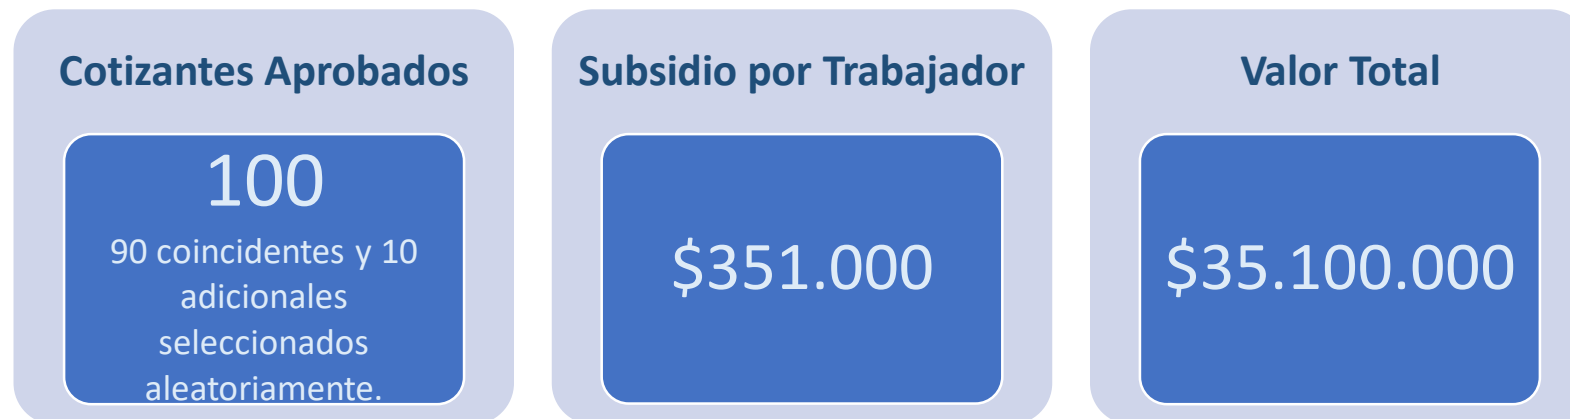 Cotizantes Aprobados
100
90 coincidentes y 10
adicionales
seleccionados
aleatoriamente.
Subsidio por Trabajador
$351.000
Valor Total
$35.100.000